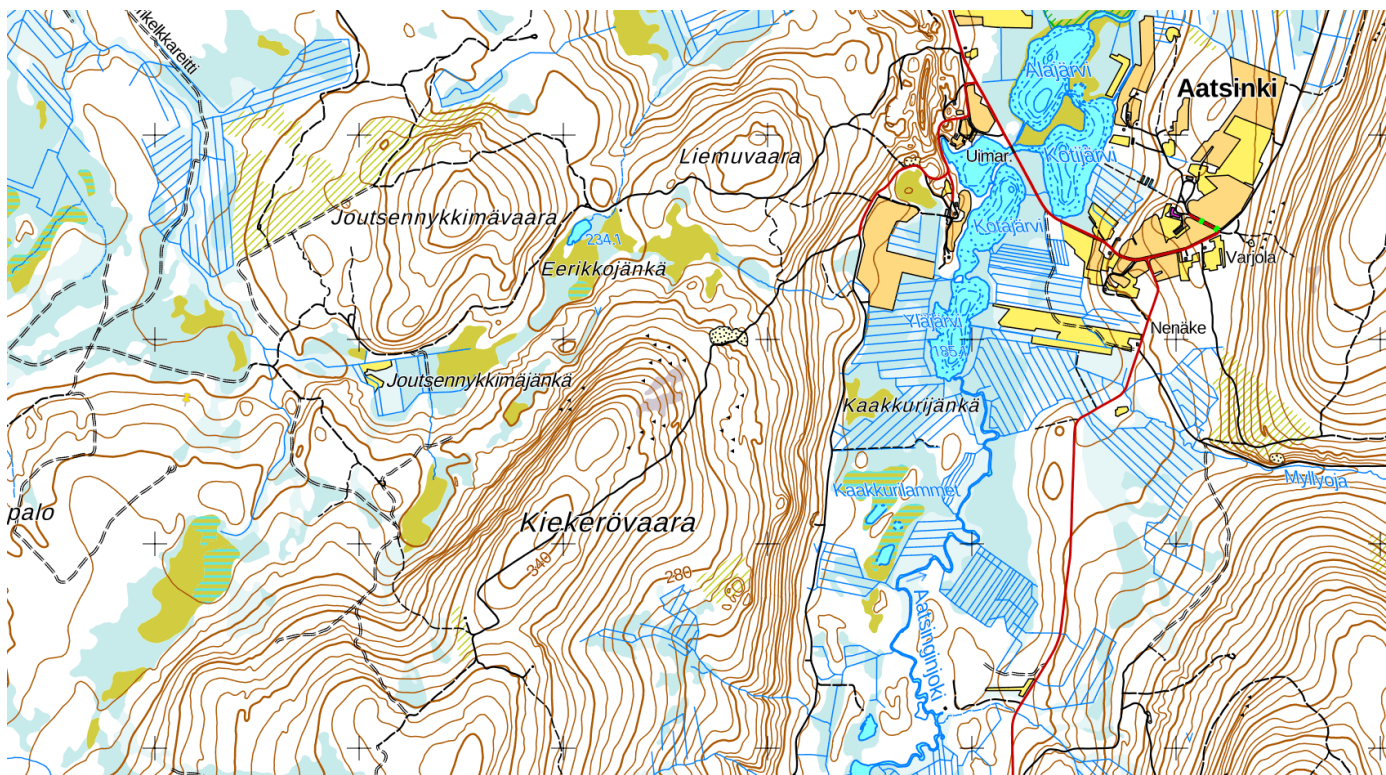 Alajärvi
Aatsinki
Liemuvaara
Uimar.
Kotijärvi
Joutsennykkimävaara
234.1
Kotajärvi
Eerikkojänkä
Varjola
Yläjärvi
Nenäke
185.1
Joutsennykkimäjänkä
Kaakkurijänkä
Kaakkurilammet
Myllyoja
palo
Kiekerövaara
340
280
Aatsinginjoki